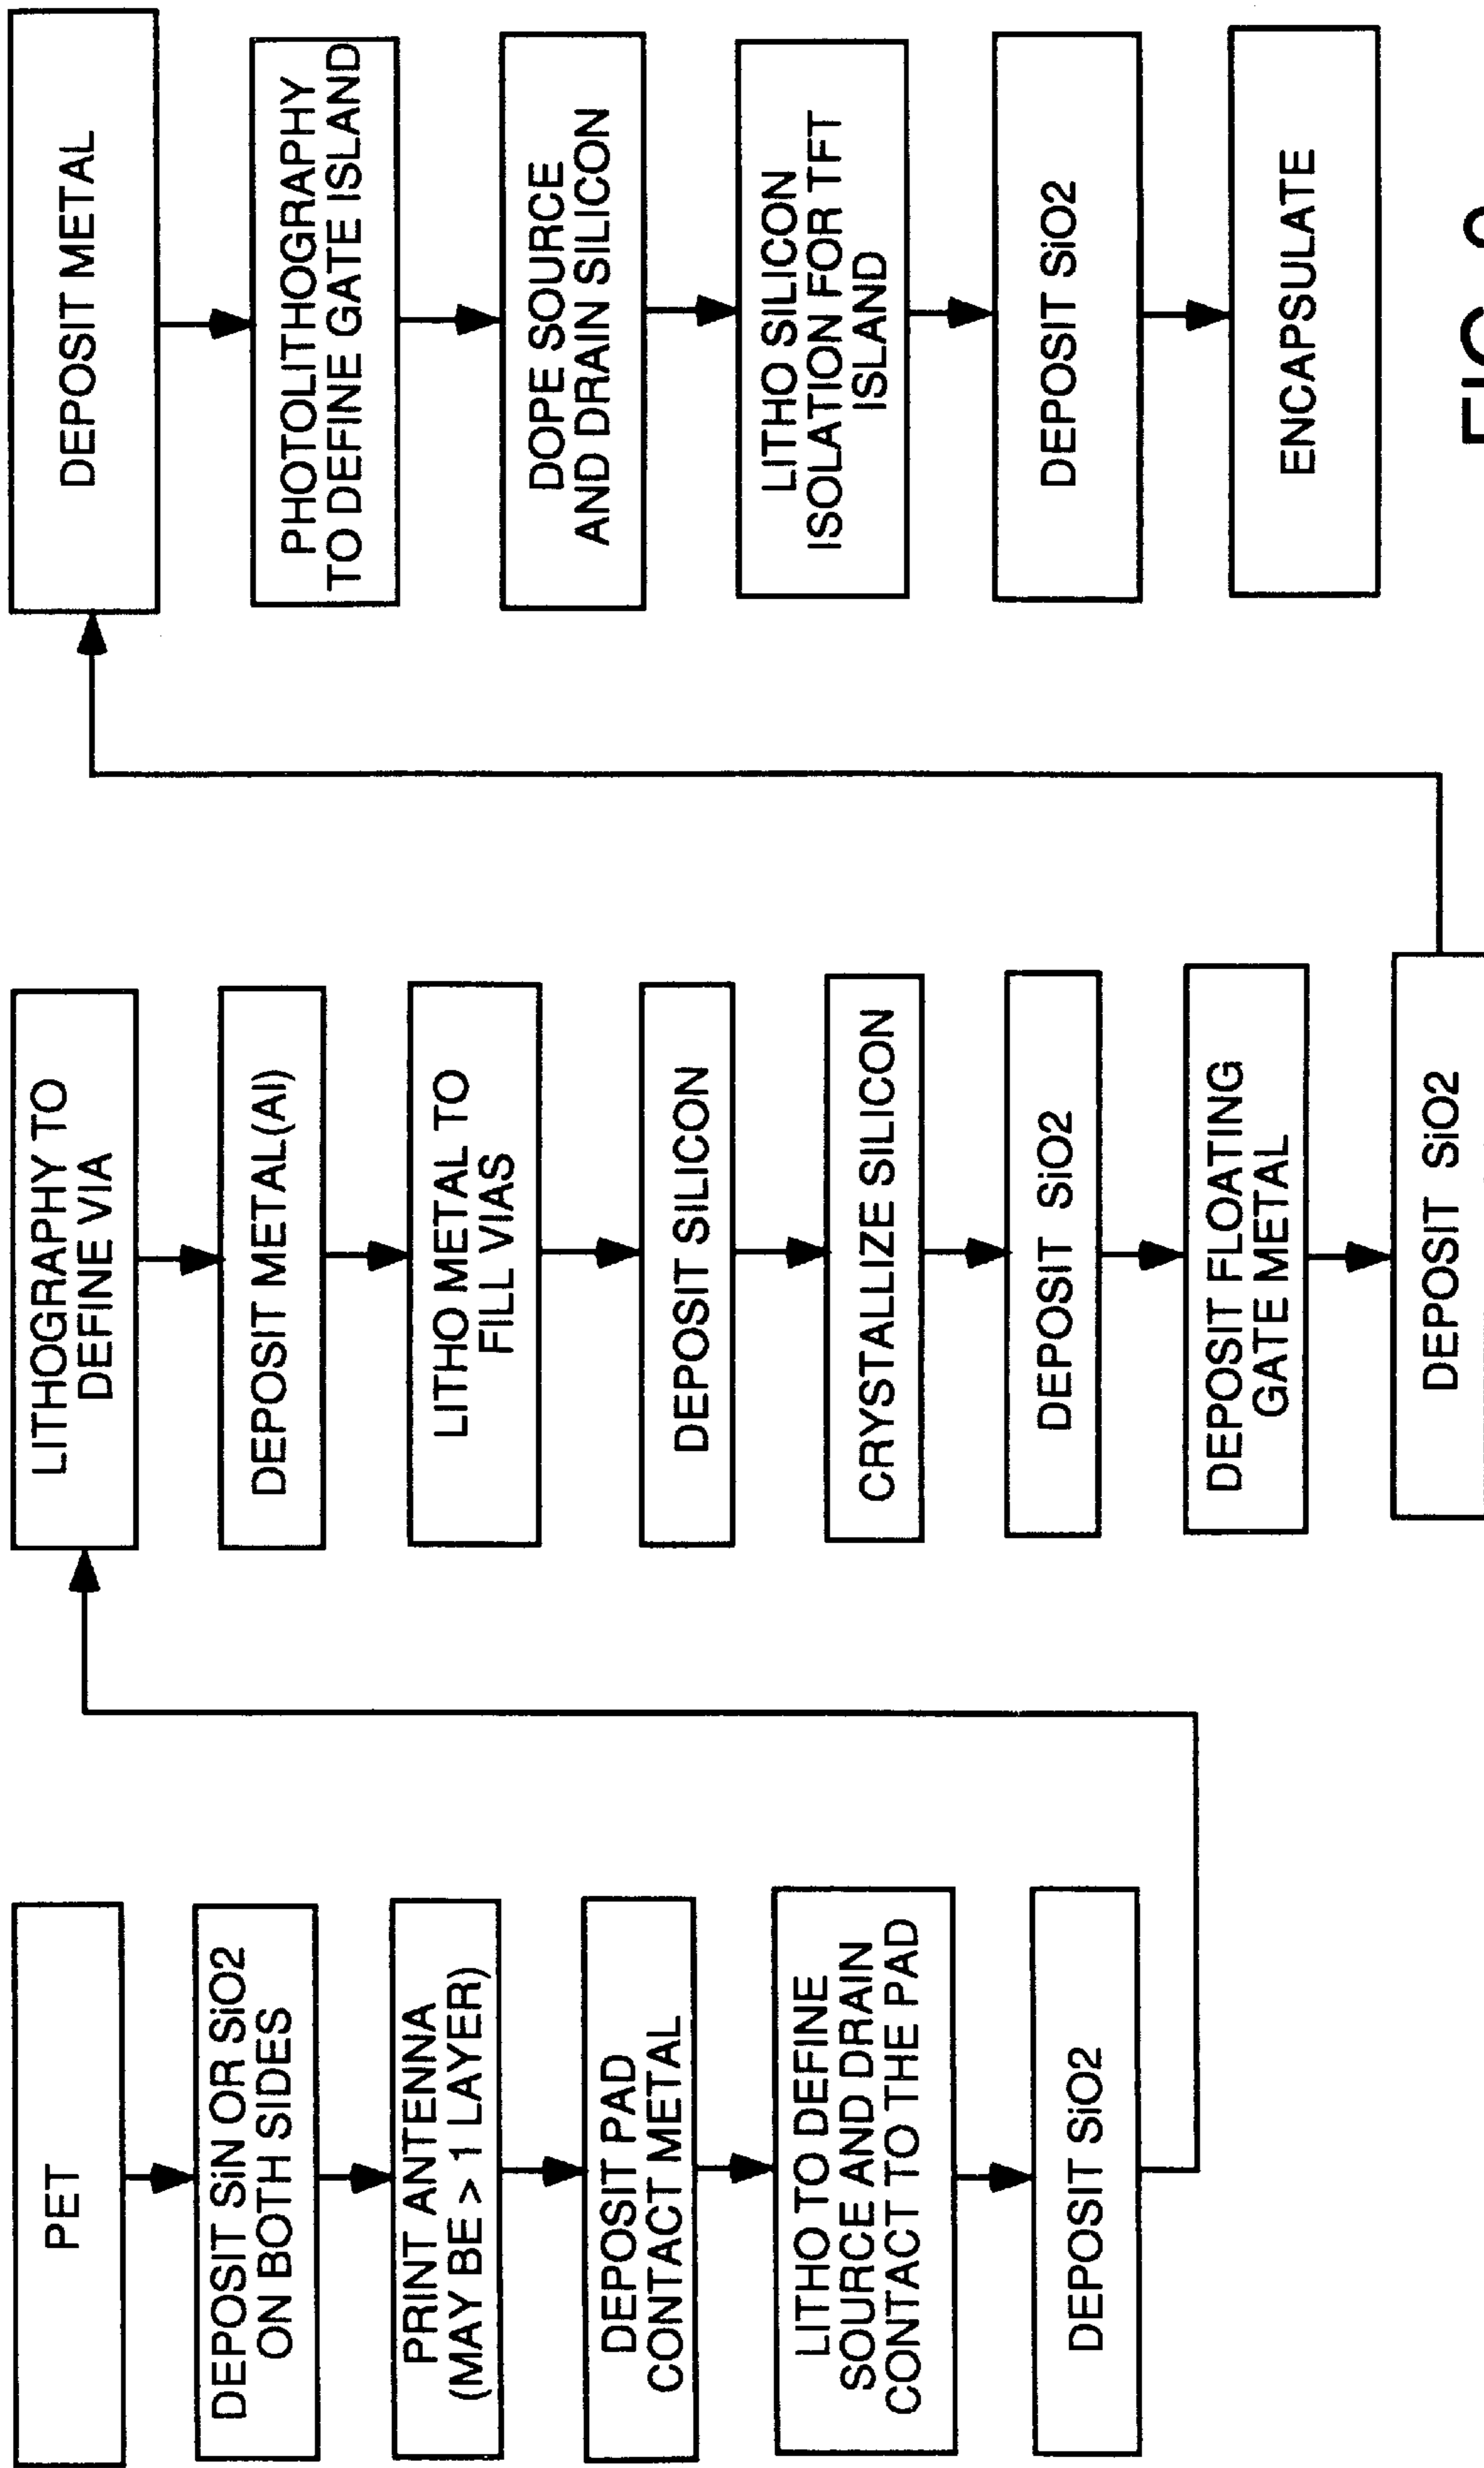 PET
DEPOSIT SiN OR SiO2
ON BOTH SIDES
PRINT ANTENNA
(MAY BE > 1 LAYER)
DEPOSIT PAD
CONTACT METAL
LITHO TO DEFINE
SOURCE AND DRAIN
CONTACT TO THE PAD
DEPOSIT SiO2
LITHOGRAPHY TO
DEFINE VIA
DEPOSIT METAL(Al)
LITHO METAL TO
FILL VIAS
DEPOSIT SILICON
CRYSTALLIZE SILICON
DEPOSIT SiO2
DEPOSIT FLOATING
GATE METAL
DEPOSIT SiO2
DEPOSIT METAL
PHOTOLITHOGRAPHY
TO DEFINE GATE ISLAND
DOPE SOURCE
AND DRAIN SILICON
LITHO SILICON
ISOLATION FOR TFT
ISLAND
DEPOSIT SiO2
ENCAPSULATE
FIG.